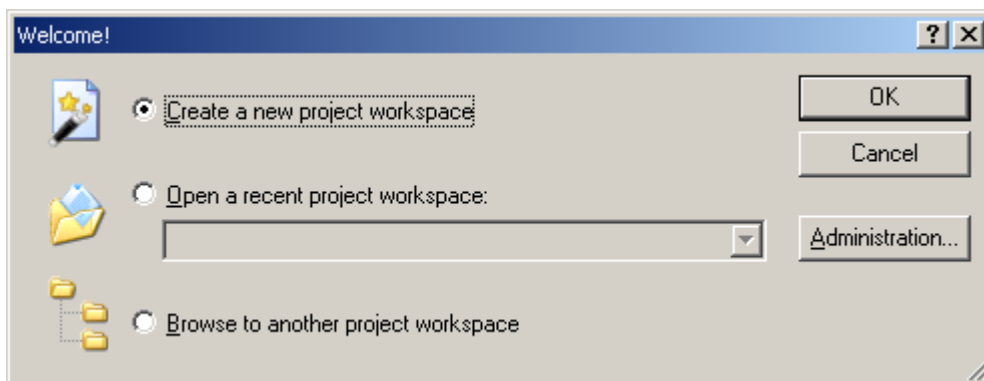 Welcome!
Create a new project workspace
OK
Cancel
Open a recent project workspace:
Administration...
Browse to another project workspace